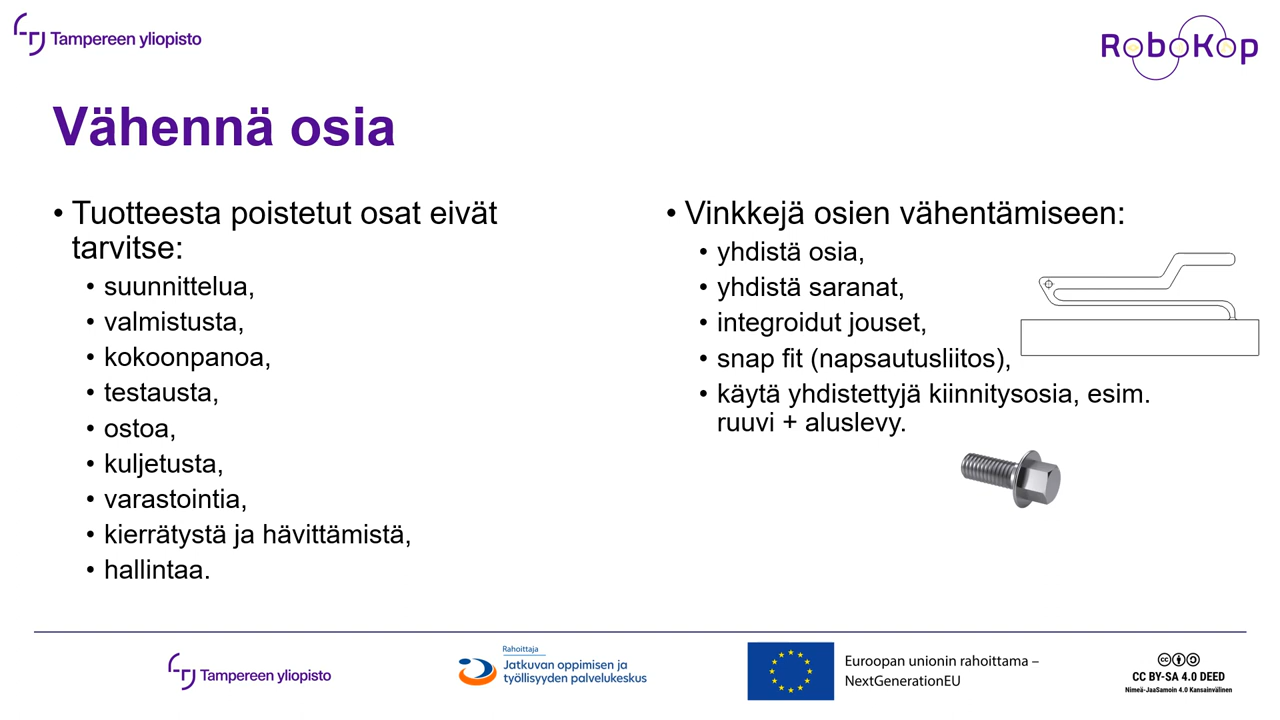 Tampereen yliopisto
RoboKop
Vähennä osia
• Tuotteesta poistetut osat eivät
tarvitse:
• suunnittelua,
• valmistusta,
• kokoonpanoa,
• testausta,
• ostoa,
• kuljetusta,
• varastointia,
• kierrätystä ja hävittämistä,
• hallintaa.
• Vinkkejä osien vähentämiseen:
• yhdistä osia,
• yhdistä saranat,
• integroidut jouset,
• snap fit (napsautusliitos),
• käytä yhdistettyjä kiinnitysosia, esim.
ruuvi + aluslevy.
Tampereen yliopisto
Rahoittaja
Jatkuvan oppimisen ja
työllisyyden palvelukeskus
Euroopan unionin rahoittama –
NextGenerationEU
CC BY-SA 4.0 DEED
Nimeä-JaaSamoin 4.0 Kansainvälinen